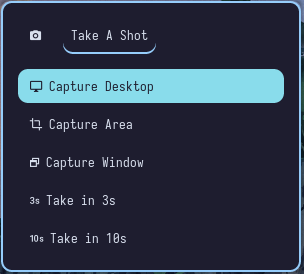 Take A Shot
Capture Desktop
Capture Area
Capture Window
3s Take in 3s
10s Take in 10s